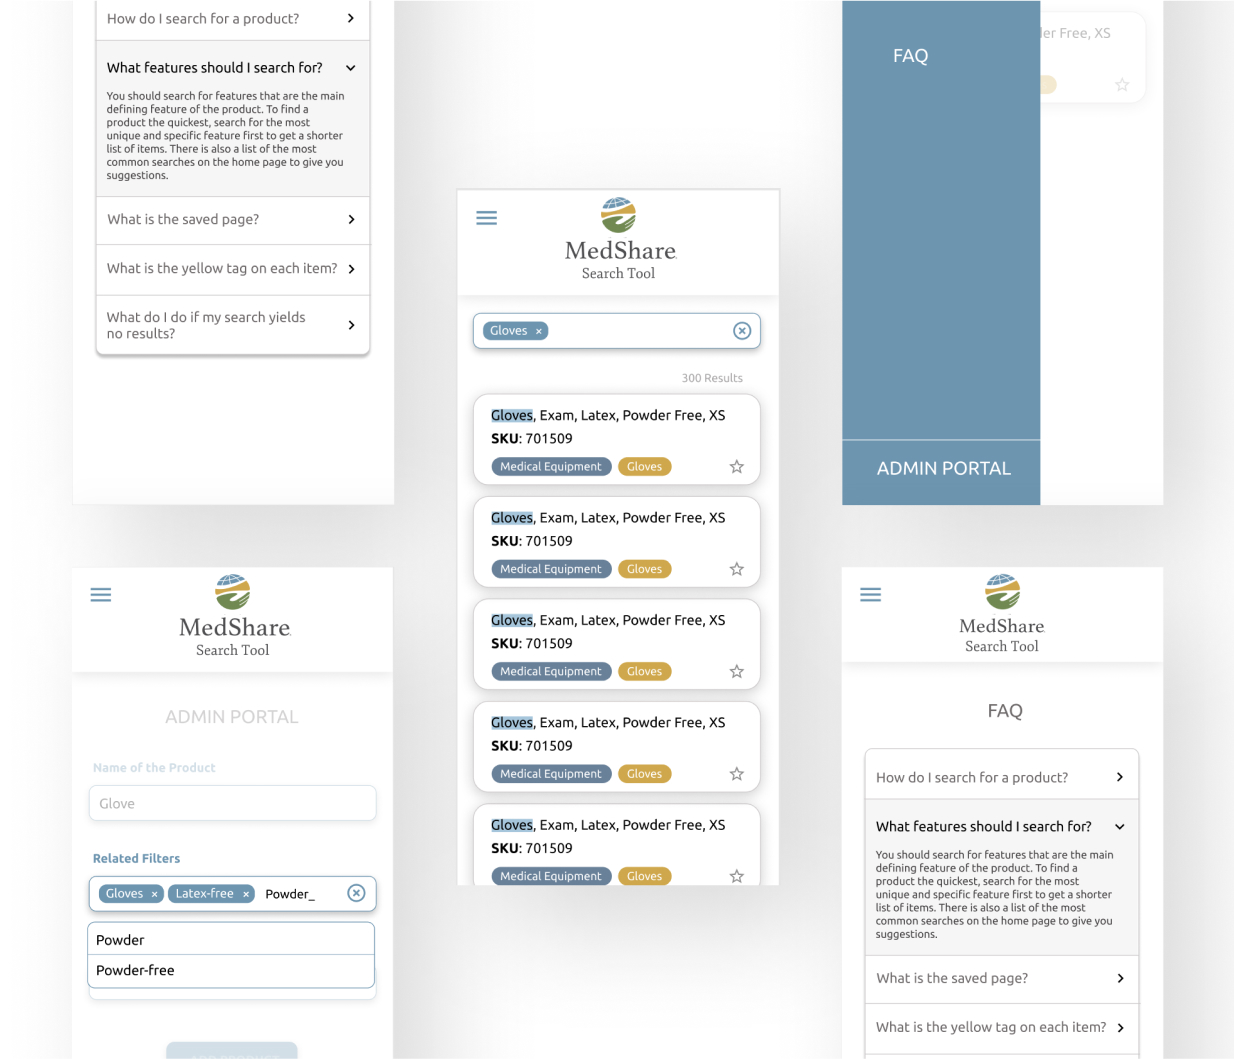 How do I search for a product?
What features should I search for?
You should search for features that are the main
defining feature of the product. To find a
product the quickest, search for the most
unique and specific feature first to get a shorter
list of items. There is also a list of the most
common searches on the home page to give you
suggestions.
What is the saved page?
What is the yellow tag on each item?
What do I do if my search yields
no results?
MedShare
Search Tool
ADMIN PORTAL
Name of the Product
Glove
Related Filters
Gloves × Latex-free × Powder_
Powder
Powder-free
MedShare
Search Tool
Gloves ×
300 Results
Gloves, Exam, Latex, Powder Free, XS
SKU: 701509
Medical Equipment Gloves
Gloves, Exam, Latex, Powder Free, XS
SKU: 701509
Medical Equipment Gloves
Gloves, Exam, Latex, Powder Free, XS
SKU: 701509
Medical Equipment Gloves
Gloves, Exam, Latex, Powder Free, XS
SKU: 701509
Medical Equipment Gloves
Gloves, Exam, Latex, Powder Free, XS
SKU: 701509
Medical Equipment Gloves
FAQ
Free, XS
ADMIN PORTAL
MedShare
Search Tool
FAQ
How do I search for a product?
What features should I search for?
You should search for features that are the main
defining feature of the product. To find a
product the quickest, search for the most
unique and specific feature first to get a shorter
list of items. There is also a list of the most
common searches on the home page to give you
suggestions.
What is the saved page?
What is the yellow tag on each item?